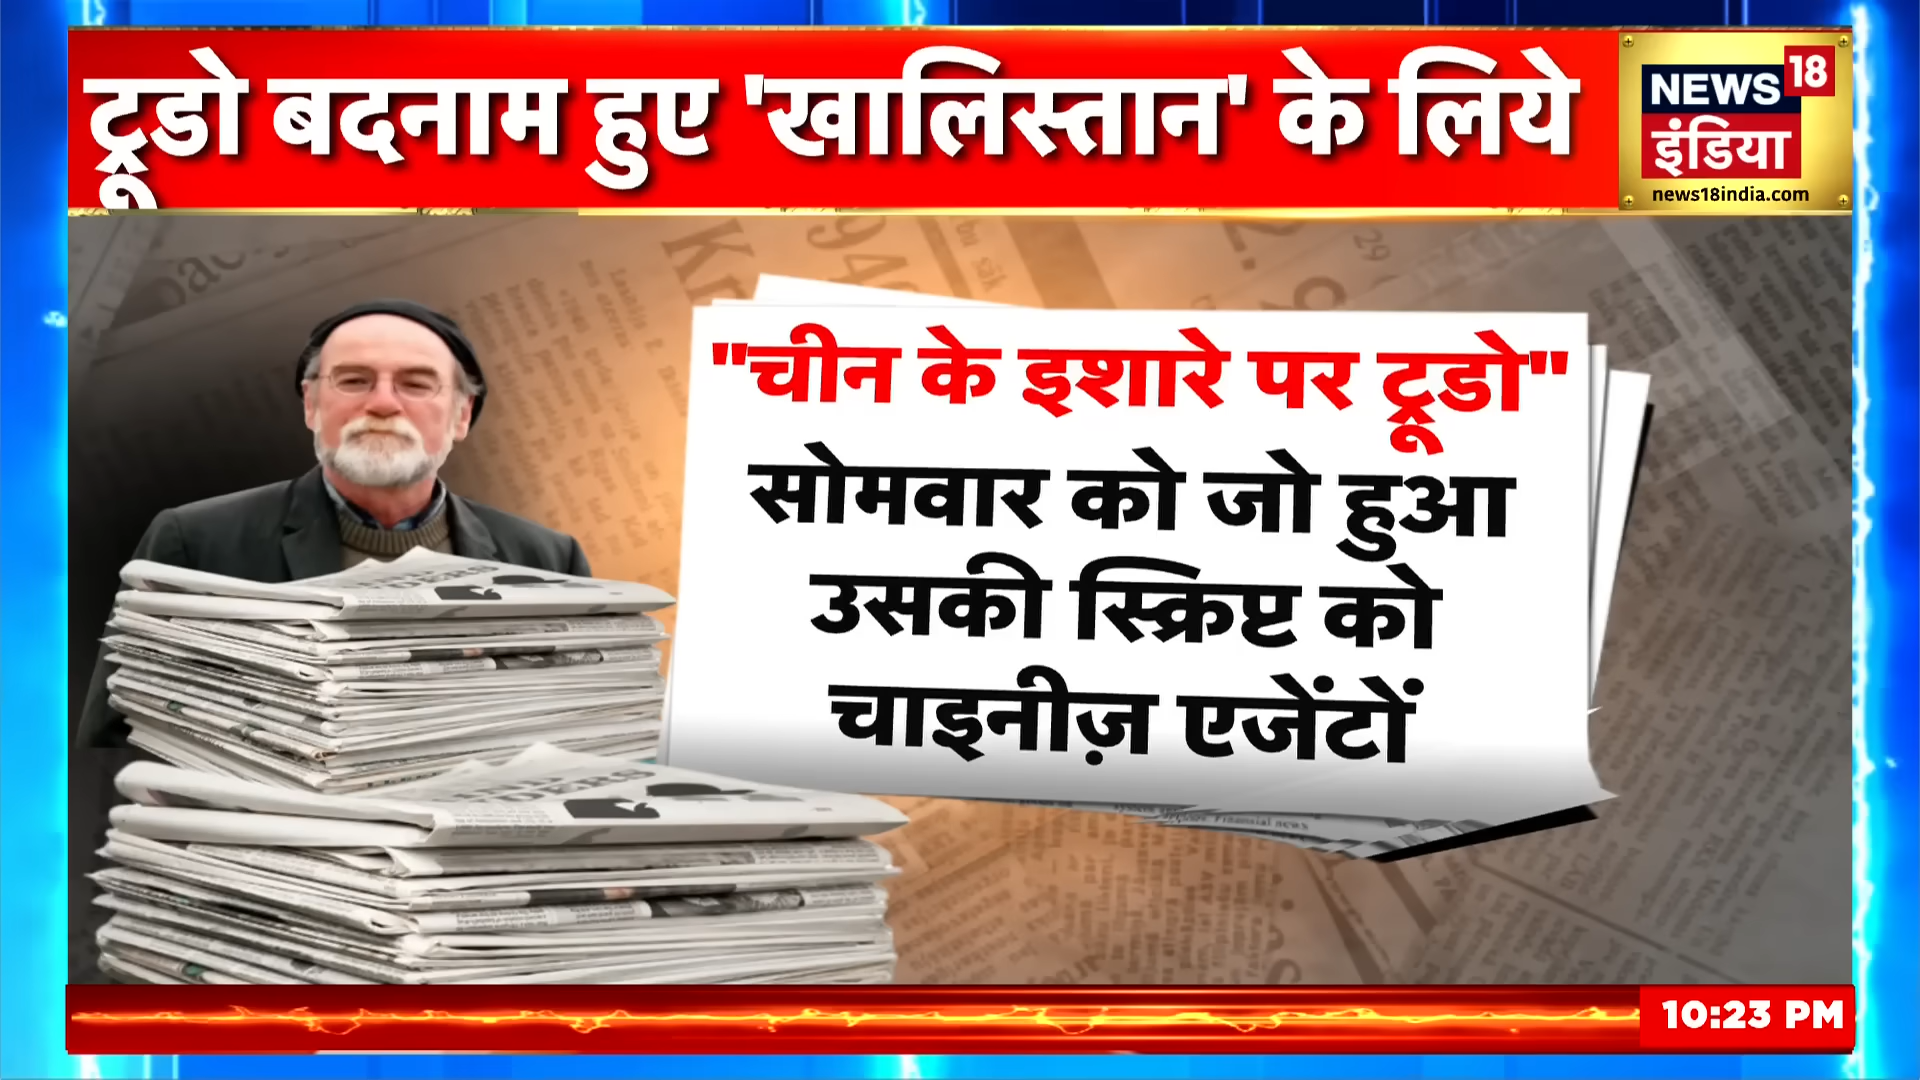 ट्रूडो बदनाम हुए 'खालिस्तान' के लिये
NEWS 18
इंडिया
news18india.com
"चीन के इशारे पर ट्रूडो"
सोमवार को जो हुआ
उसकी स्क्रिप्ट को
चाइनीज़ एजेंटों
10:23 PM